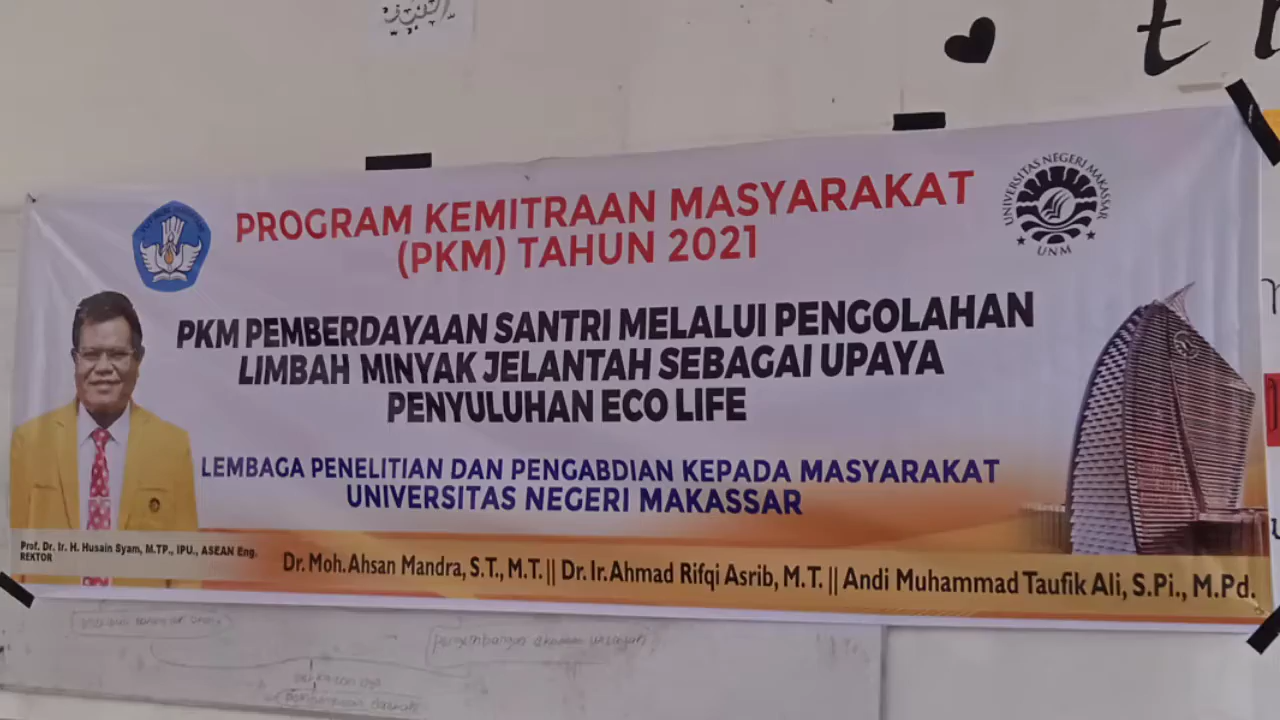 PROGRAM KEMITRAAN MASYARAKAT
(PKM) TAHUN 2021
UNIVERSITAS NEGERI MAKASSAR
UNM
PKM PEMBERDAYAAN SANTRI MELALUI PENGOLAHAN
LIMBAH MINYAK JELANTAH SEBAGAI UPAYA
PENYULUHAN ECO LIFE
LEMBAGA PENELITIAN DAN PENGABDIAN KEPADA MASYARAKAT
UNIVERSITAS NEGERI MAKASSAR
Prof. Dr. Ir. H. Husain Syam, M.TP., IPU., ASEAN Eng.
REKTOR
Dr. Moh. Ahsan Mandra, S.T., M.T. || Dr. Ir. Ahmad Rifqi Asrib, M.T. || Andi Muhammad Taufik Ali, S.Pi., M.Pd.